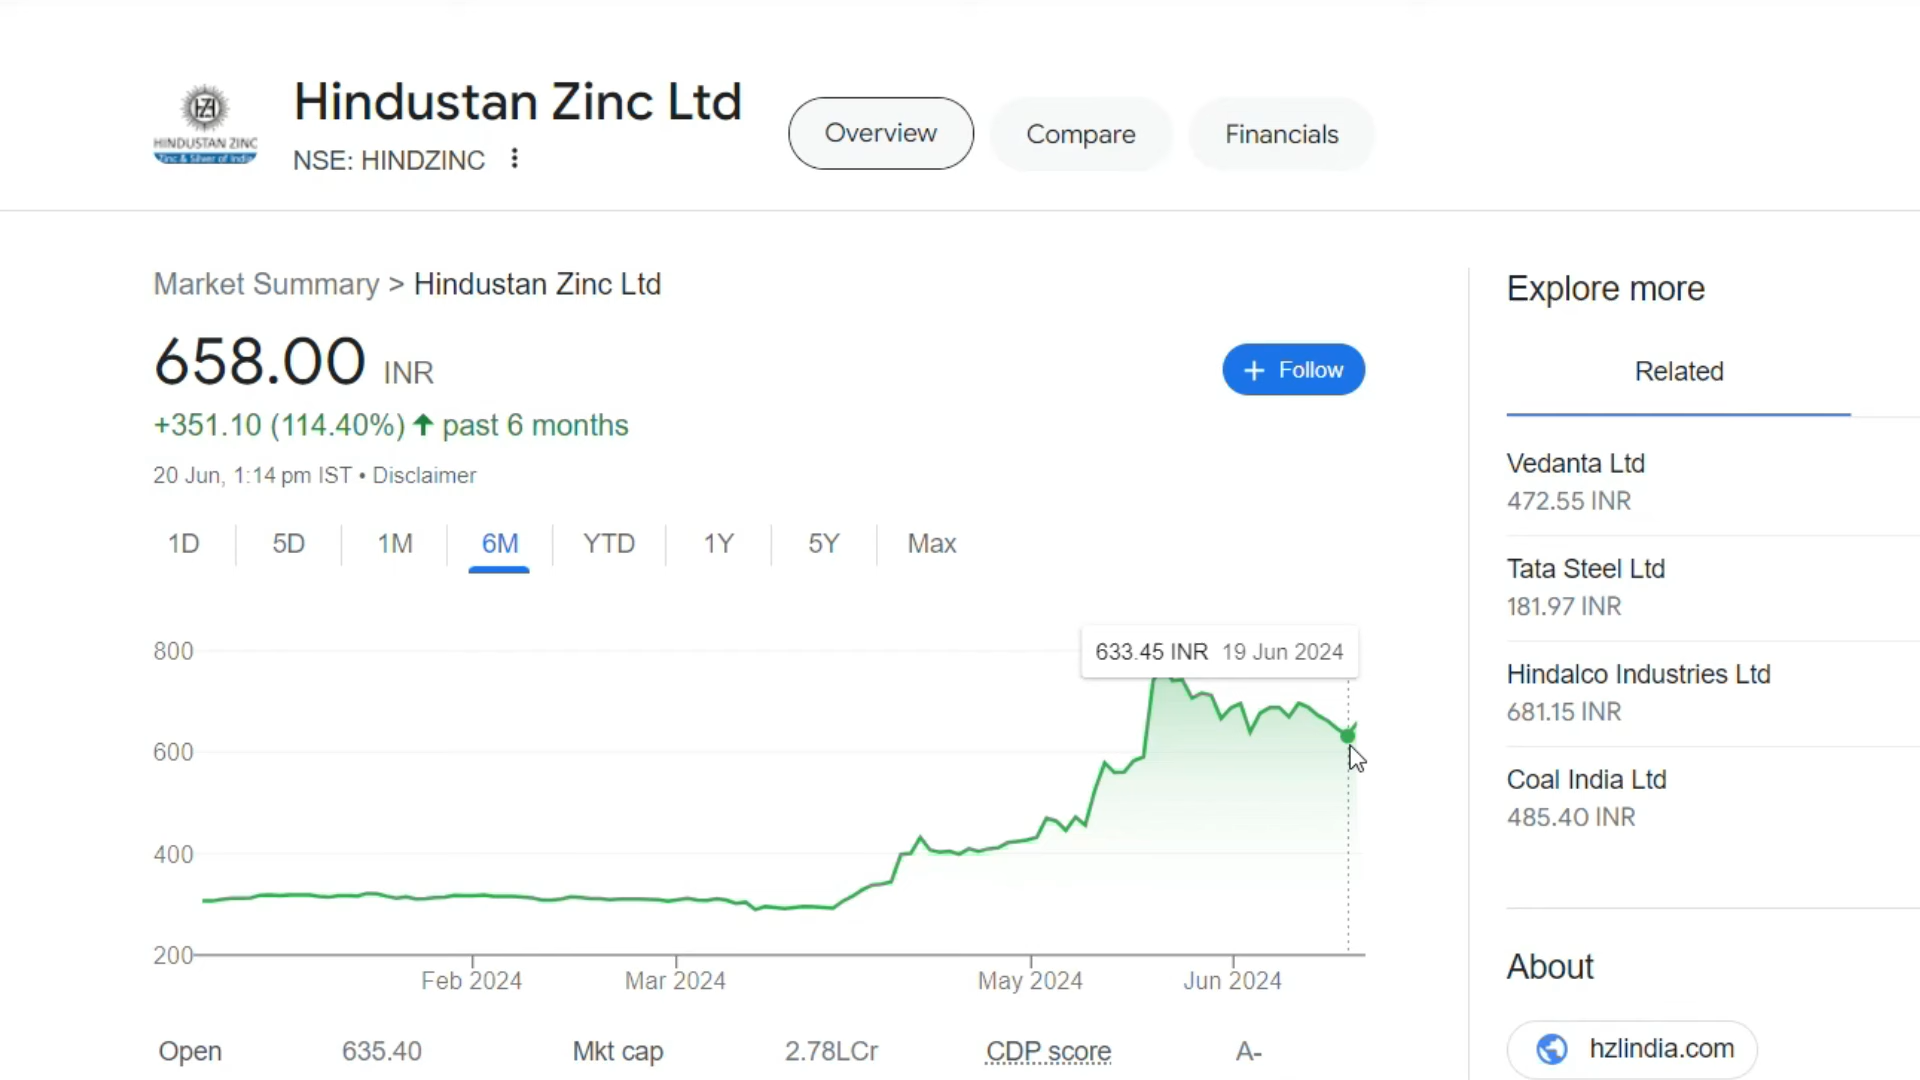 Hindustan Zinc Ltd
NSE: HINDZINC
HZ
HINDUSTAN ZINC
Zinc & Silver of India
Overview
Compare
Financials
Market Summary > Hindustan Zinc Ltd
658.00 INR
+ Follow
+351.10 (114.40%) ↑ past 6 months
20 Jun, 1:14 pm IST • Disclaimer
1D 5D 1M 6M YTD 1Y 5Y Max
633.45 INR 19 Jun 2024
800
600
400
200
Feb 2024 Mar 2024 May 2024 Jun 2024
Open 635.40 Mkt cap 2.78LCr CDP score A-
Explore more
Related
Vedanta Ltd
472.55 INR
Tata Steel Ltd
181.97 INR
Hindalco Industries Ltd
681.15 INR
Coal India Ltd
485.40 INR
About
hzlindia.com